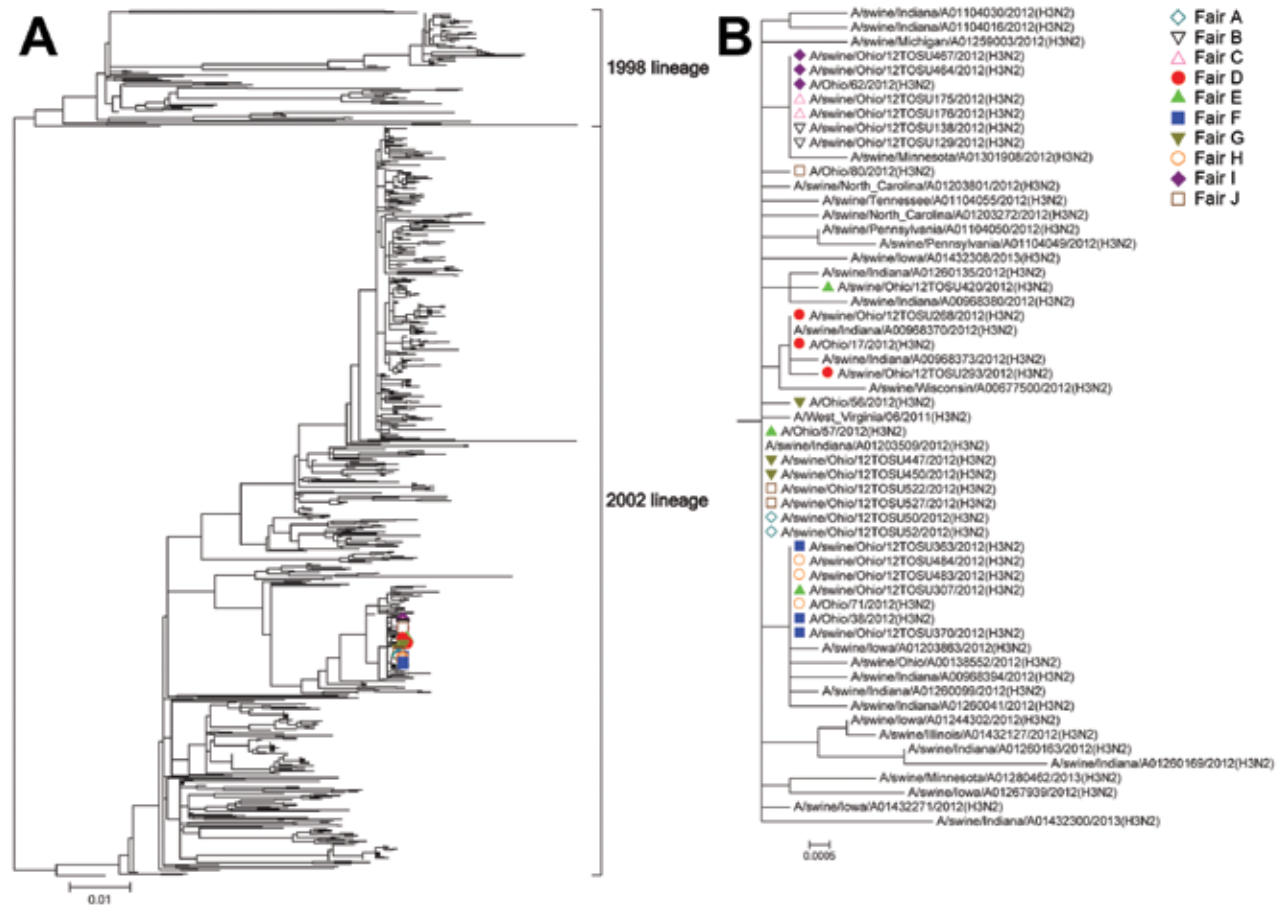 A
1998 lineage
2002 lineage
0.01
B
A/swine/Indiana/A01104030/2012(H3N2)
A/swine/Indiana/A01104016/2012(H3N2)
A/swine/Michigan/A01259003/2012(H3N2)
A/swine/Ohio/12TOSU467/2012(H3N2)
A/swine/Ohio/12TOSU464/2012(H3N2)
A/Ohio/62/2012(H3N2)
A/swine/Ohio/12TOSU175/2012(H3N2)
A/swine/Ohio/12TOSU176/2012(H3N2)
A/swine/Ohio/12TOSU138/2012(H3N2)
A/swine/Ohio/12TOSU129/2012(H3N2)
A/swine/Minnesota/A01301908/2012(H3N2)
A/Ohio/80/2012(H3N2)
A/swine/North_Carolina/A01203801/2012(H3N2)
A/swine/Tennessee/A01104055/2012(H3N2)
A/swine/North_Carolina/A01203272/2012(H3N2)
A/swine/Pennsylvania/A01104050/2012(H3N2)
A/swine/Pennsylvania/A01104049/2012(H3N2)
A/swine/Iowa/A01432308/2013(H3N2)
A/swine/Indiana/A01260135/2012(H3N2)
A/swine/Ohio/12TOSU420/2012(H3N2)
A/swine/Indiana/A00968380/2012(H3N2)
A/swine/Ohio/12TOSU268/2012(H3N2)
A/swine/Indiana/A00968370/2012(H3N2)
A/Ohio/17/2012(H3N2)
A/swine/Indiana/A00968373/2012(H3N2)
A/swine/Ohio/12TOSU293/2012(H3N2)
A/swine/Wisconsin/A00677500/2012(H3N2)
A/Ohio/56/2012(H3N2)
A/West_Virginia/06/2011(H3N2)
A/Ohio/67/2012(H3N2)
A/swine/Indiana/A01203509/2012(H3N2)
A/swine/Ohio/12TOSU447/2012(H3N2)
A/swine/Ohio/12TOSU450/2012(H3N2)
A/swine/Ohio/12TOSU522/2012(H3N2)
A/swine/Ohio/12TOSU527/2012(H3N2)
A/swine/Ohio/12TOSU50/2012(H3N2)
A/swine/Ohio/12TOSU52/2012(H3N2)
A/swine/Ohio/12TOSU363/2012(H3N2)
A/swine/Ohio/12TOSU484/2012(H3N2)
A/swine/Ohio/12TOSU483/2012(H3N2)
A/swine/Ohio/12TOSU307/2012(H3N2)
A/Ohio/71/2012(H3N2)
A/Ohio/38/2012(H3N2)
A/swine/Ohio/12TOSU370/2012(H3N2)
A/swine/Iowa/A01203863/2012(H3N2)
A/swine/Ohio/A00138552/2012(H3N2)
A/swine/Indiana/A00968394/2012(H3N2)
A/swine/Indiana/A01260099/2012(H3N2)
A/swine/Indiana/A01260041/2012(H3N2)
A/swine/Iowa/A01244302/2012(H3N2)
A/swine/Illinois/A01432127/2012(H3N2)
A/swine/Indiana/A01260163/2012(H3N2)
A/swine/Indiana/A01260169/2012(H3N2)
A/swine/Minnesota/A01280462/2013(H3N2)
A/swine/Iowa/A01267939/2012(H3N2)
A/swine/Iowa/A01432271/2012(H3N2)
A/swine/Indiana/A01432300/2013(H3N2)
0.0005
Fair A
Fair B
Fair C
Fair D
Fair E
Fair F
Fair G
Fair H
Fair I
Fair J